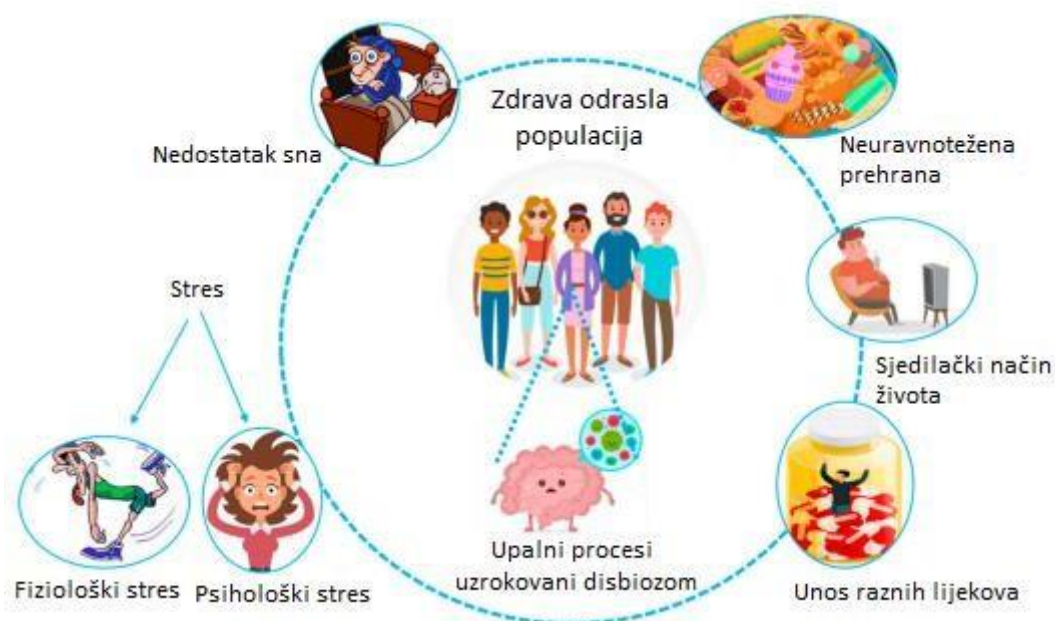 Zdrava odrasla
populacija
Nedostatak sna
Neuravnotežena
prehrana
Stres
Sjedilački način
života
Fiziološki stres
Psihološki stres
Upalni procesi
uzrokovani disbiozom
Unos raznih lijekova